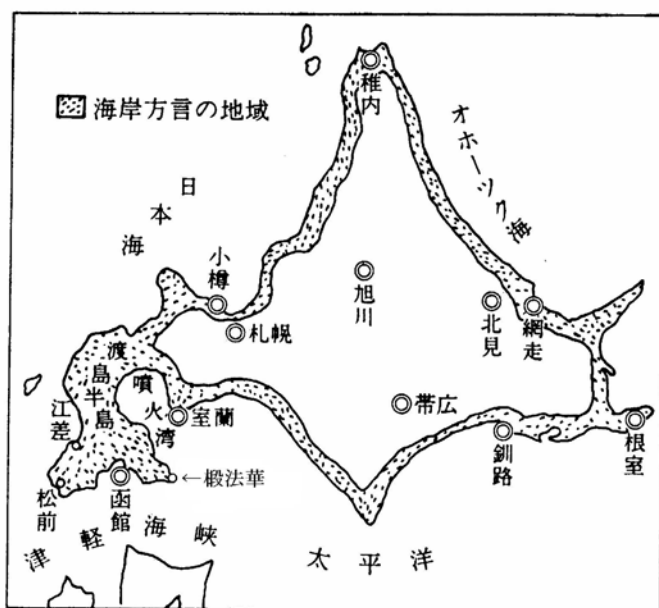 海岸方言の地域
稚内
オホーツク海
日本海
小樽
札幌
旭川
北見
網走
渡島半島
噴火湾
室蘭
帯広
釧路
根室
江差
松前
函館
←椴法華
津軽海峡
太平洋